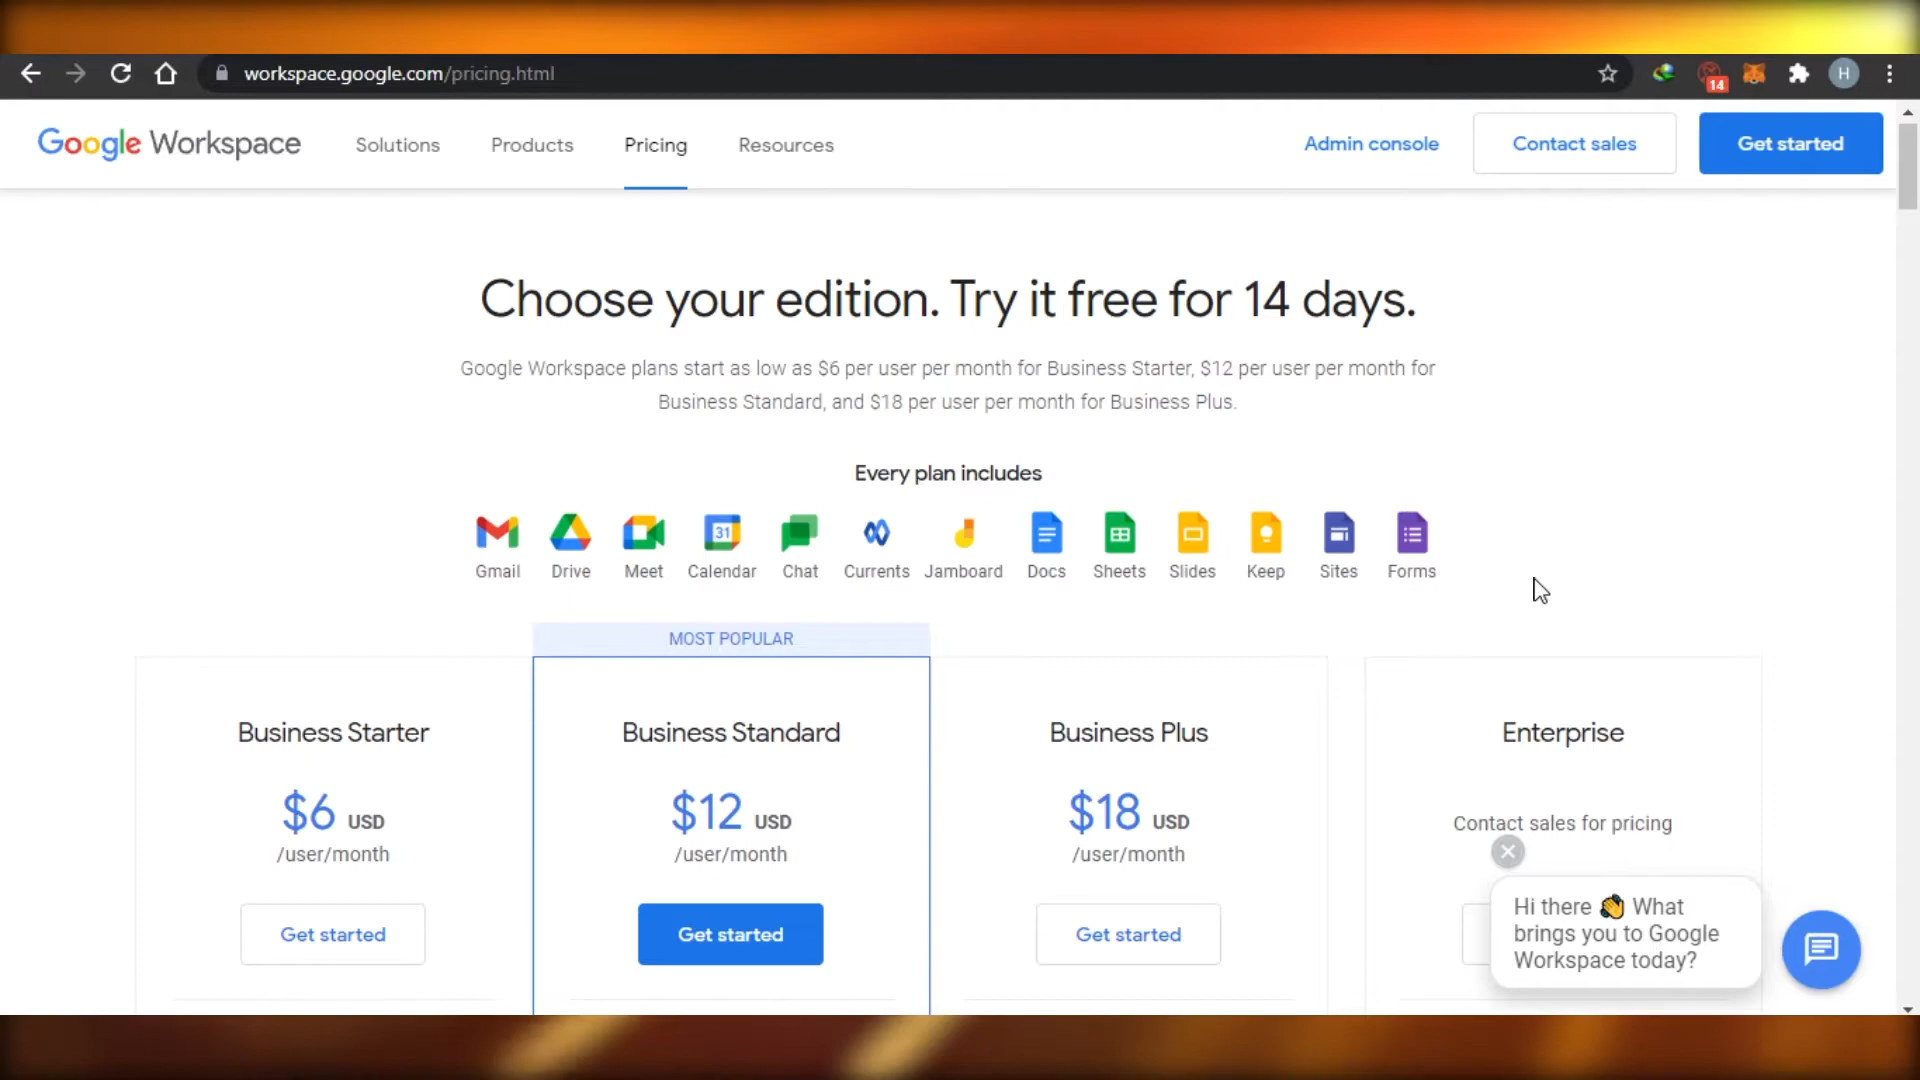 workspace.google.com/pricing.html
14
H
Google Workspace
Solutions
Products
Pricing
Resources
Admin console
Contact sales
Get started
Choose your edition. Try it free for 14 days.
Google Workspace plans start as low as $6 per user per month for Business Starter, $12 per user per month for
Business Standard, and $18 per user per month for Business Plus.
Every plan includes
31
Gmail
Drive
Meet
Calendar
Chat
Currents
Jamboard
Docs
Sheets
Slides
Keep
Sites
Forms
MOST POPULAR
Business Starter
$6 USD
/user/month
Get started
Business Standard
$12 USD
/user/month
Get started
Business Plus
$18 USD
/user/month
Get started
Enterprise
Contact sales for pricing
Hi there 👋 What
brings you to Google
Workspace today?